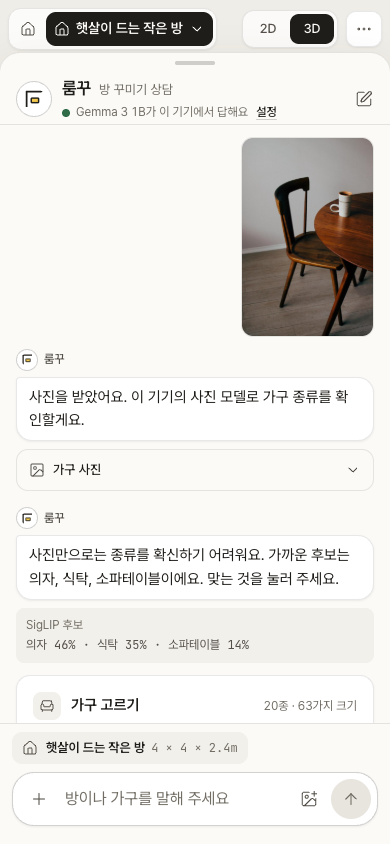 햇살이 드는 작은 방
2D 3D
룸꾸 방 꾸미기 상담
Gemma 3 1B가 이 기기에서 답해요 설정
룸꾸
사진을 받았어요. 이 기기의 사진 모델로 가구 종류를 확
인할게요.
가구 사진
룸꾸
사진만으로는 종류를 확신하기 어려워요. 가까운 후보는
의자, 식탁, 소파테이블이에요. 맞는 것을 눌러 주세요.
SigLIP 후보
의자 46% · 식탁 35% · 소파테이블 14%
가구 고르기 20종 · 63가지 크기
햇살이 드는 작은 방 4 × 4 × 2.4m
방이나 가구를 말해 주세요